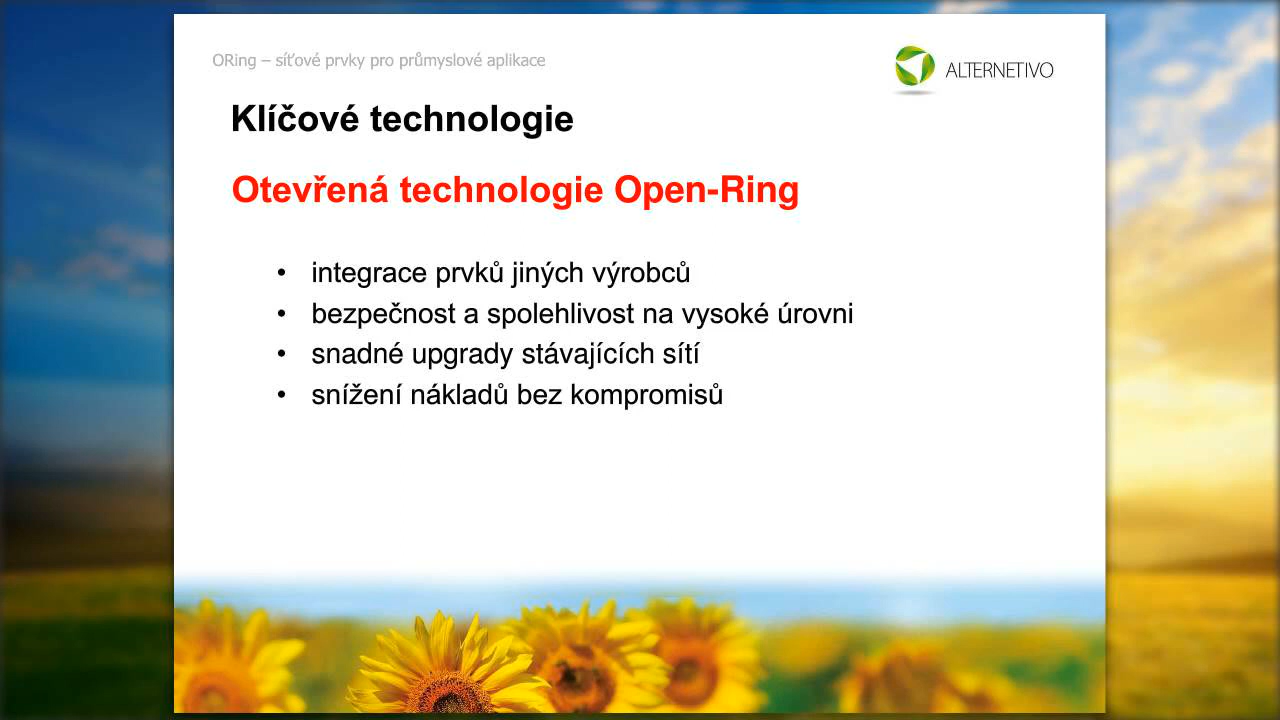 ORing – síťové prvky pro průmyslové aplikace
ALTERNETIVO
Klíčové technologie
Otevřená technologie Open-Ring
• integrace prvků jiných výrobců
• bezpečnost a spolehlivost na vysoké úrovni
• snadné upgrady stávajících sítí
• snížení nákladů bez kompromisů